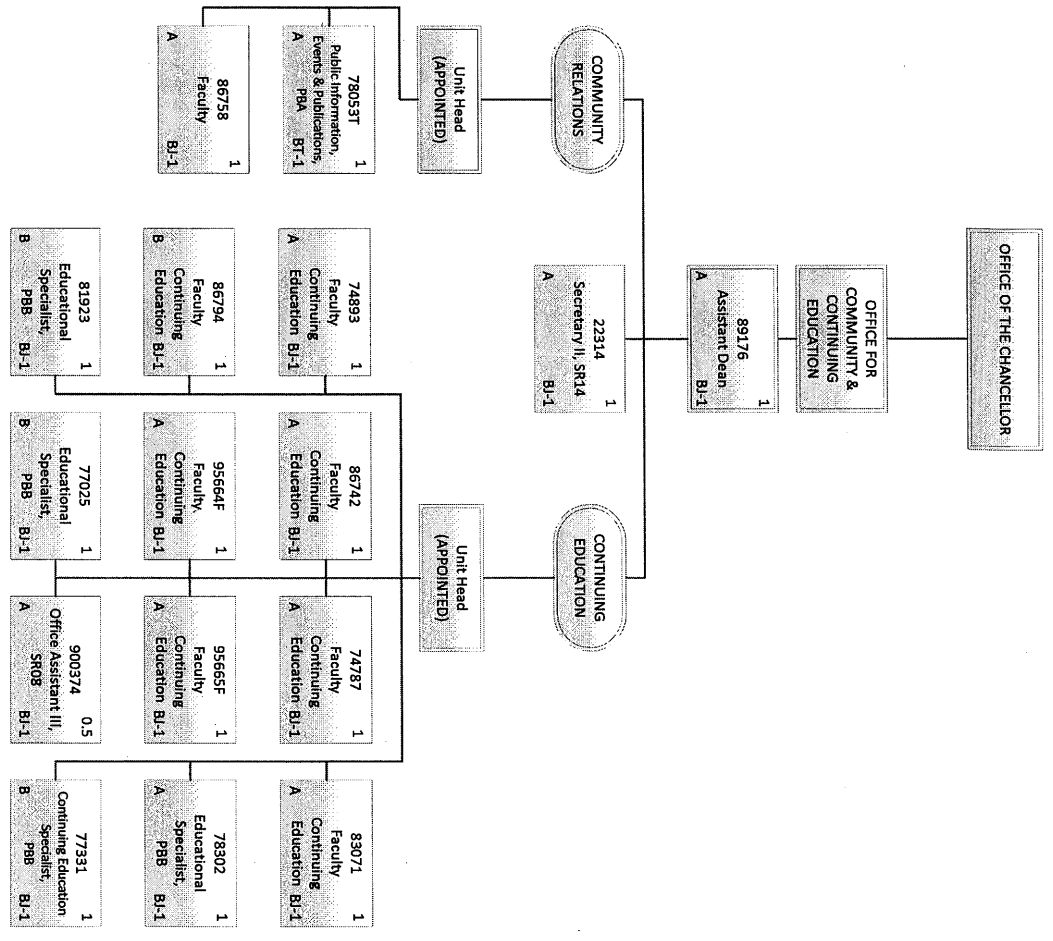 OFFICE OF THE CHANCELLOR
OFFICE FOR
COMMUNITY &
CONTINUING
EDUCATION
89176 1
Assistant Dean
A BJ-1
22314 1
Secretary II, SR14
A BJ-1
COMMUNITY
RELATIONS
Unit Head
(APPOINTED)
78053T 1
Public Information,
Events & Publications,
A PBA BT-1
86758 1
Faculty
A BJ-1
CONTINUING
EDUCATION
Unit Head
(APPOINTED)
74893 1
Faculty
Continuing
A Education BJ-1
86742 1
Faculty
Continuing
A Education BJ-1
74787 1
Faculty
Continuing
A Education BJ-1
83071 1
Faculty
Continuing
A Education BJ-1
86794 1
Faculty
Continuing
B Education BJ-1
95664F 1
Faculty
Continuing
A Education BJ-1
95665F 1
Faculty
Continuing
A Education BJ-1
78302 1
Educational
Specialist,
A PBB BJ-1
81923 1
Educational
Specialist,
B PBB BJ-1
77025 1
Educational
Specialist,
B PBB BJ-1
900374 0.5
Office Assistant III,
SR08
A BJ-1
77331 1
Continuing Education
Specialist,
B PBB BJ-1